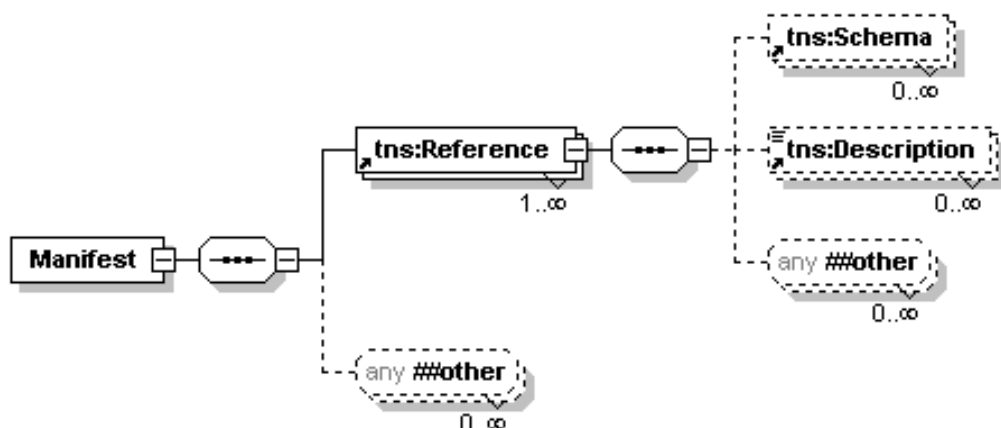 tns:Schema
0..∞
tns:Reference
1..∞
tns:Description
0..∞
Manifest
any ##other
0..∞
any ##other
0..∞